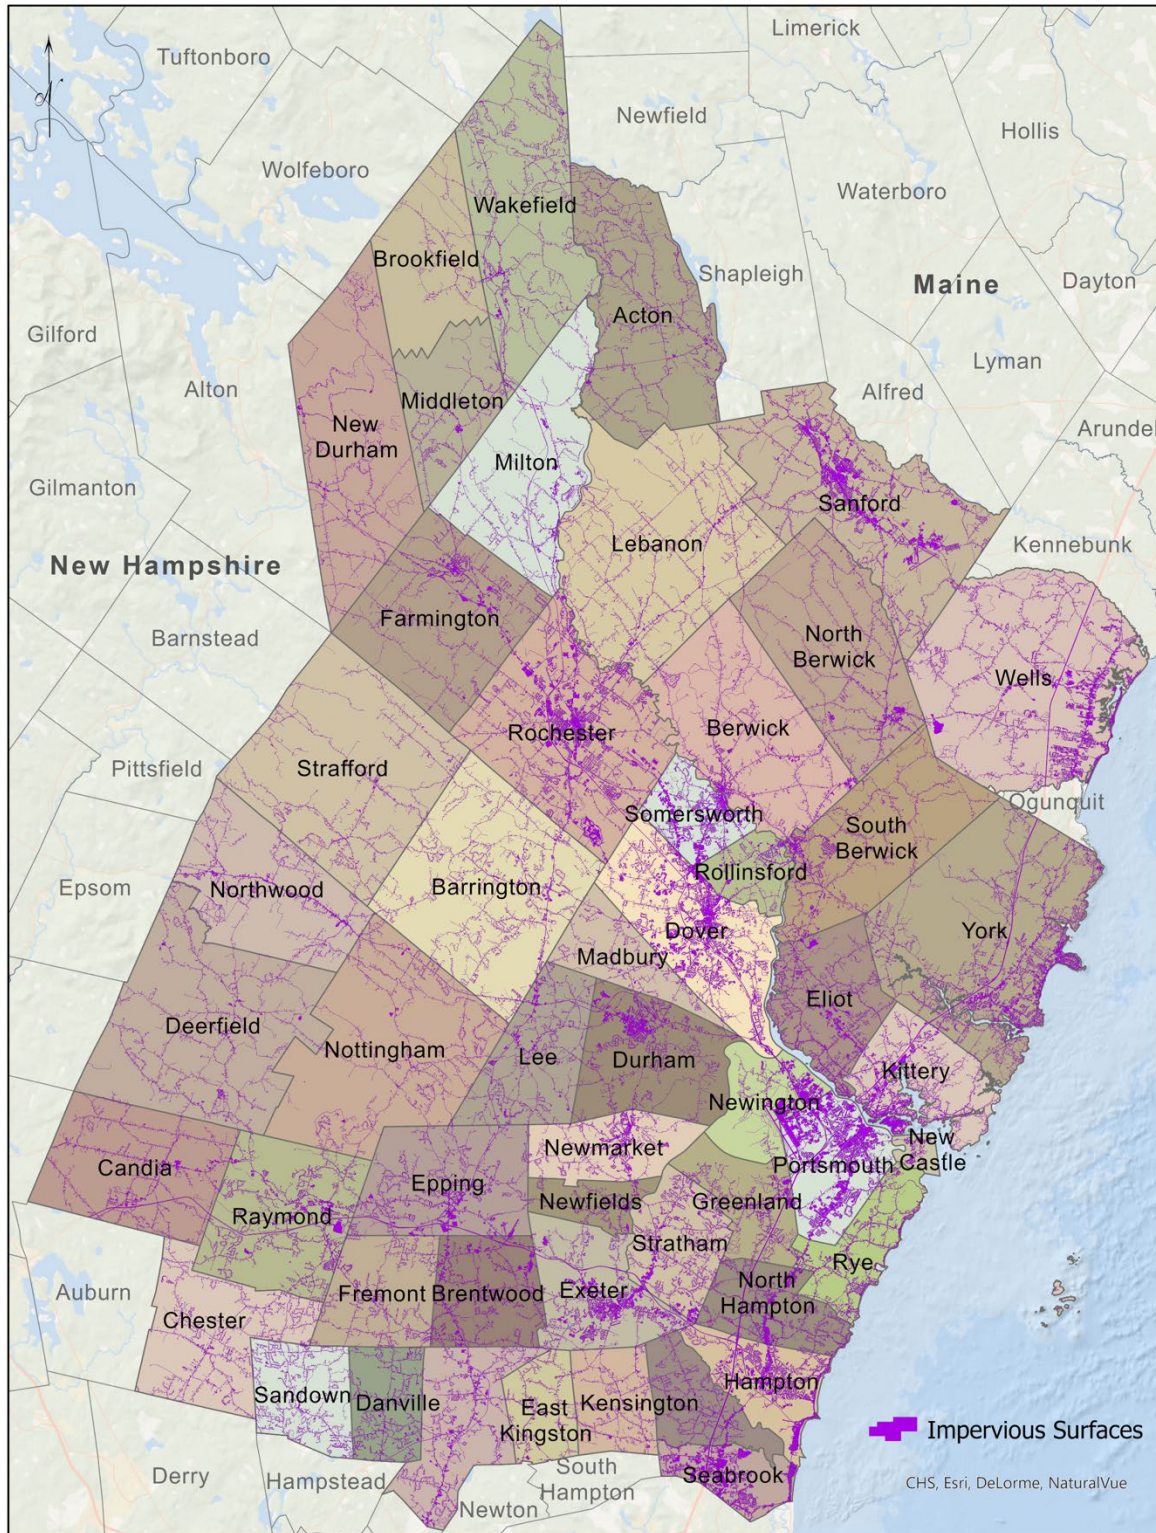 Limerick
Tuftonboro
Newfield
Hollis
Wolfeboro
Waterboro
Wakefield
Brookfield
Shapleigh
Maine
Dayton
Acton
Gilford
Lyman
Alton
Middleton
Alfred
New
Durham
Arundel
Milton
Gilmanton
Sanford
Lebanon
Kennebunk
New Hampshire
Farmington
Barnstead
North
Berwick
Wells
Berwick
Rochester
Pittsfield
Strafford
Ogunquit
Somersworth
South
Berwick
Rollinsford
Epsom
Northwood
Barrington
Dover
York
Madbury
Eliot
Deerfield
Nottingham
Lee
Durham
Kittery
Newington
New
Castle
Newmarket
Portsmouth
Candia
Epping
Newfields
Greenland
Raymond
Stratham
Rye
North
Hampton
Auburn
Fremont
Brentwood
Exeter
Chester
Hampton
Sandown
Danville
East
Kingston
Kensington
Impervious Surfaces
Derry
Hampstead
South
Hampton
Seabrook
CHS, Esri, DeLorme, NaturalVue
Newton